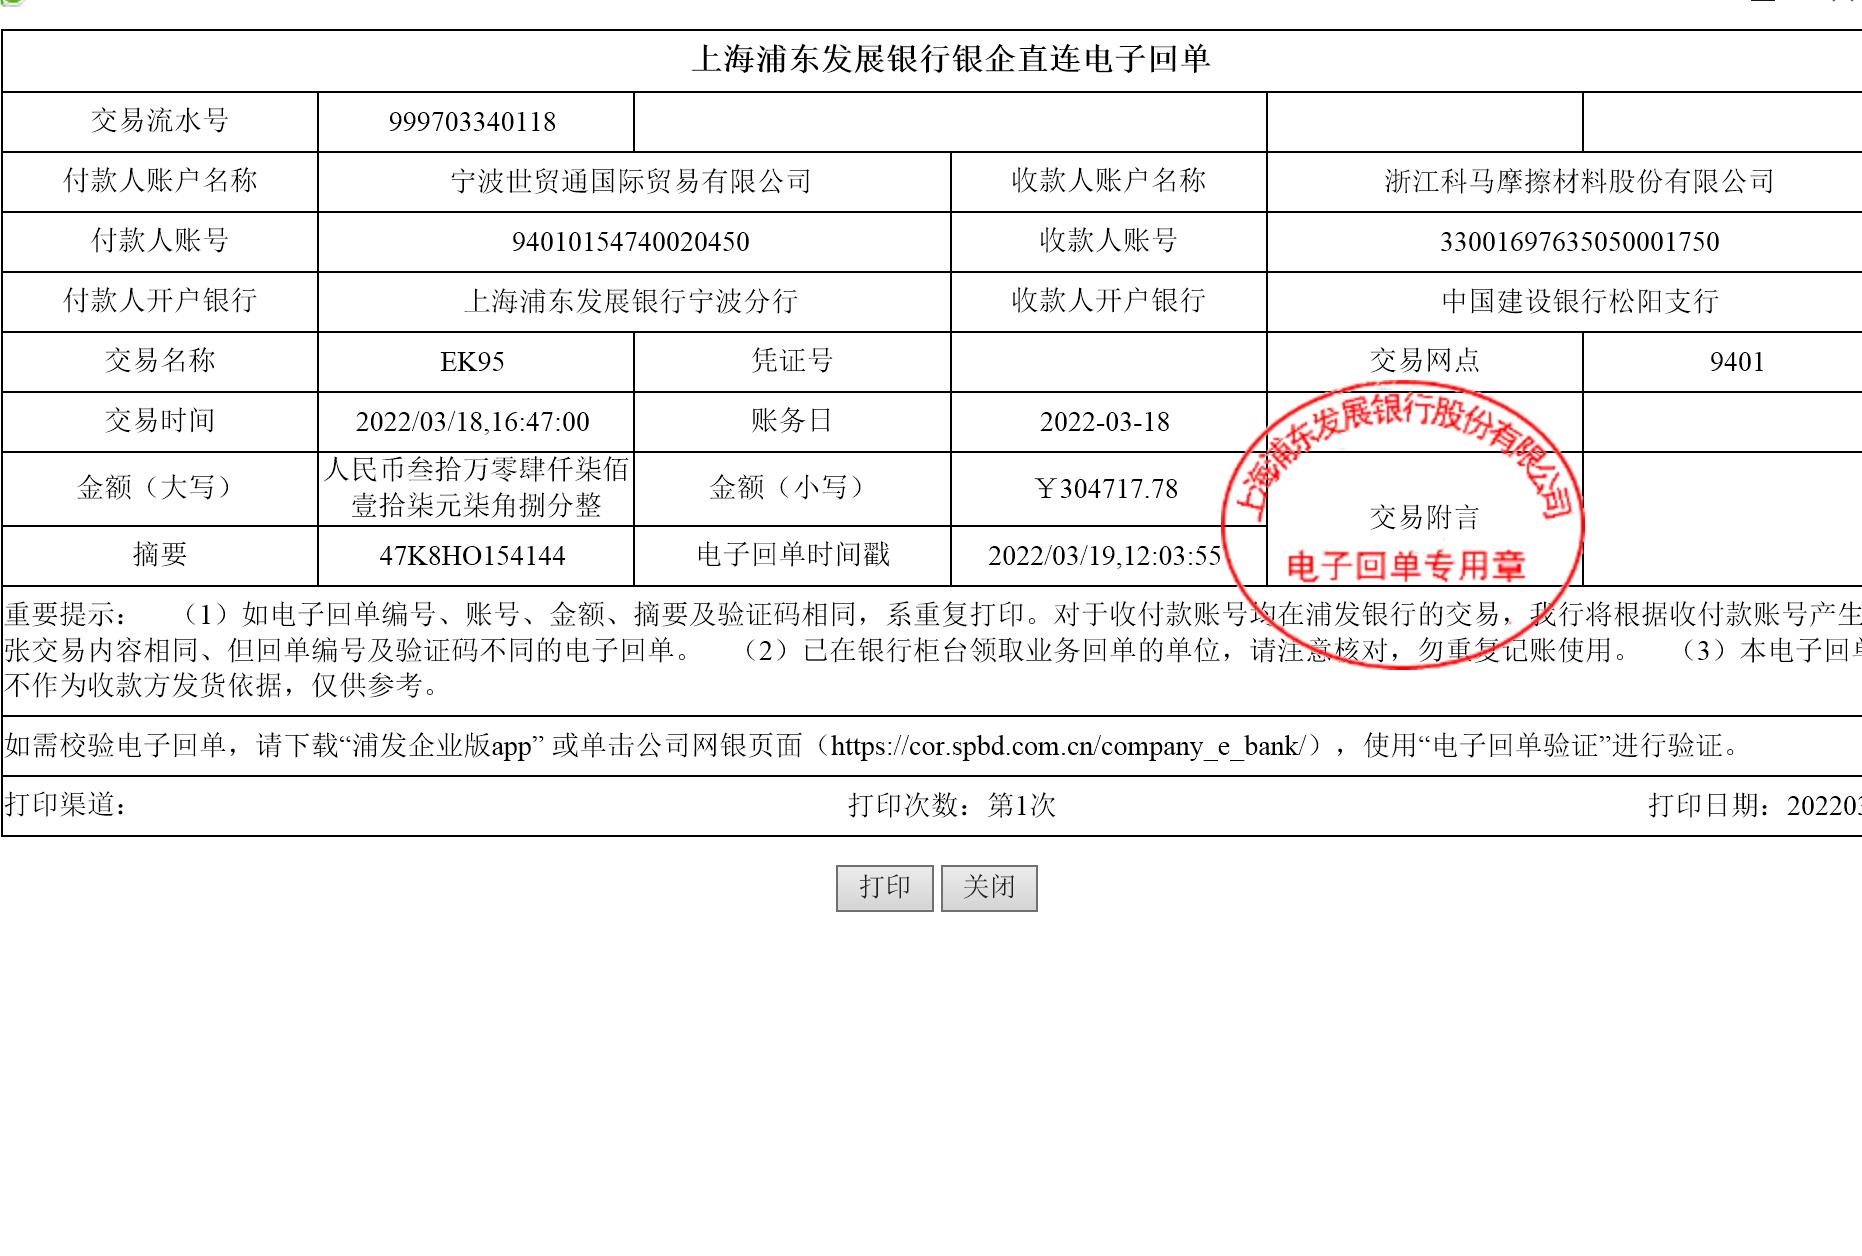 上海浦东发展银行银企直连电子回单
交易流水号 999703340118
付款人账户名称 宁波世贸通国际贸易有限公司 收款人账户名称 浙江科马摩擦材料股份有限公司
付款人账号 94010154740020450 收款人账号 33001697635050001750
付款人开户银行 上海浦东发展银行宁波分行 收款人开户银行 中国建设银行松阳支行
交易名称 EK95 凭证号 交易网点 9401
交易时间 2022/03/18,16:47:00 账务日 2022-03-18
金额（大写） 人民币叁拾万零肆仟柒佰
壹拾柒元柒角捌分整 金额（小写） ￥304717.78
交易附言
摘要 47K8HO154144 电子回单时间戳 2022/03/19,12:03:55
上海浦东发展银行股份有限公司
电子回单专用章
重要提示： （1）如电子回单编号、账号、金额、摘要及验证码相同，系重复打印。对于收付款账号均在浦发银行的交易，我行将根据收付款账号产生
张交易内容相同、但回单编号及验证码不同的电子回单。 （2）已在银行柜台领取业务回单的单位，请注意核对，勿重复记账使用。 （3）本电子回单
不作为收款方发货依据，仅供参考。
如需校验电子回单，请下载“浦发企业版app” 或单击公司网银页面（https://cor.spbd.com.cn/company_e_bank/），使用“电子回单验证”进行验证。
打印渠道： 打印次数：第1次 打印日期：202203
打印 关闭